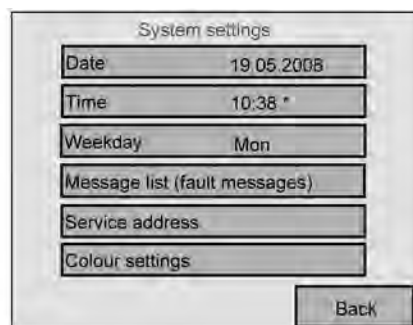 System settings
Date 19.05.2008
Time 10:38 *
Weekday Mon
Message list (fault messages)
Service address
Colour settings
Back